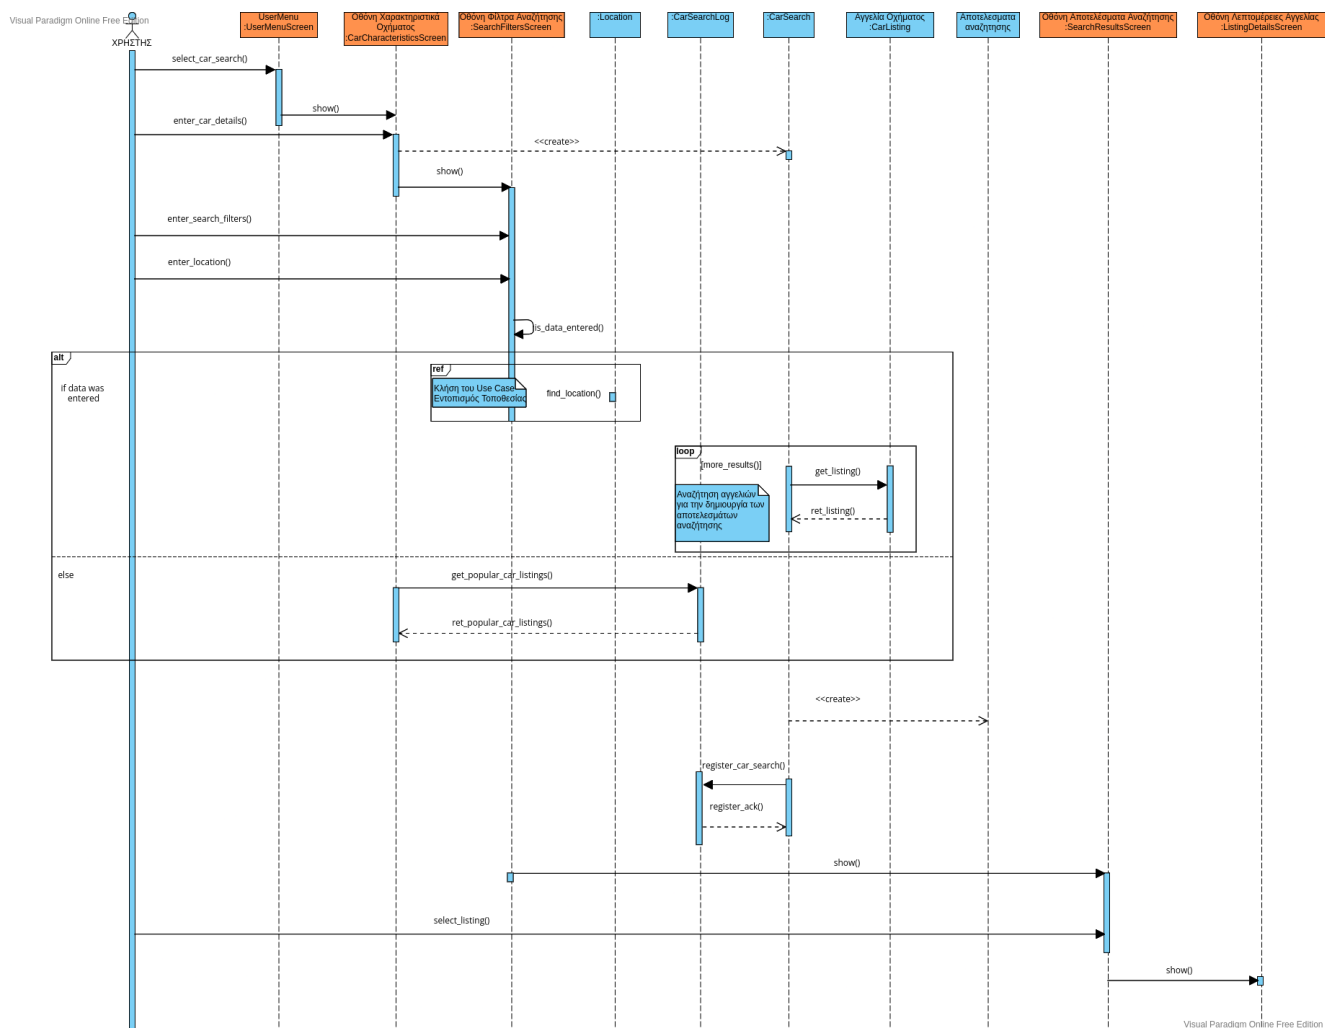 Visual Paradigm Online Free Edition
ΧΡΗΣΤΗΣ
UserMenu
:UserMenuScreen
Οθόνη Χαρακτηριστικά
Οχήματος
:CarCharacteristicsScreen
Οθόνη Φίλτρα Αναζήτησης
:SearchFiltersScreen
:Location
:CarSearchLog
:CarSearch
Αγγελία Οχήματος
:CarListing
Αποτελεσματα
αναζητησης
Οθόνη Αποτελέσματα Αναζήτησης
:SearchResultsScreen
Οθόνη Λεπτομέρειες Αγγελίας
:ListingDetailsScreen
select_car_search()
show()
enter_car_details()
<<create>>
show()
enter_search_filters()
enter_location()
is_data_entered()
alt
if data was
entered
ref
Κλήση του Use Case
Εντοπισμός Τοποθεσίας
find_location()
loop
[more_results()]
get_listing()
Αναζήτηση αγγελιών
για την δημιουργία των
αποτελεσμάτων
αναζήτησης
ret_listing()
else
get_popular_car_listings()
ret_popular_car_listings()
<<create>>
register_car_search()
register_ack()
show()
select_listing()
show()
Visual Paradigm Online Free Edition